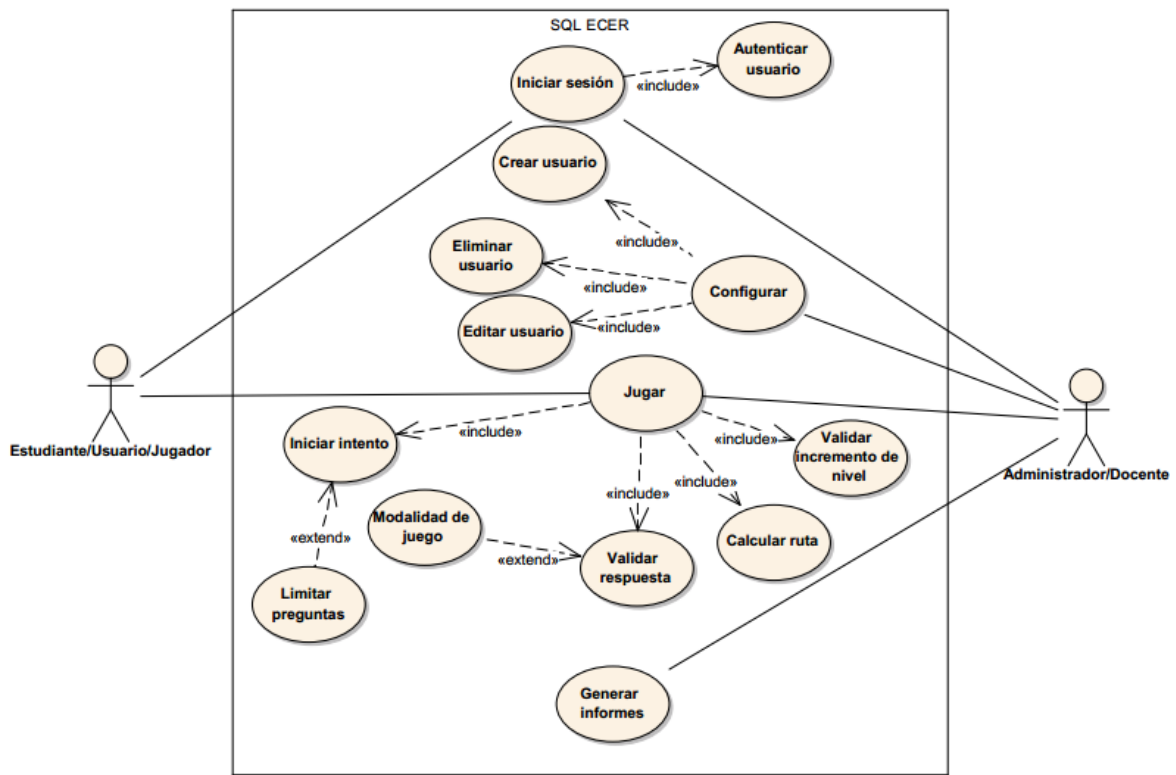 SQL ECER
Autenticar
usuario
Iniciar sesión
«include»
Crear usuario
«include»
Eliminar
usuario
«include»
Configurar
Editar usuario
«include»
Jugar
Estudiante/Usuario/Jugador
Iniciar intento
«include»
«include»
Validar
incremento de
nivel
Administrador/Docente
«include»
«include»
Modalidad de
juego
«extend»
«extend»
Validar
respuesta
Calcular ruta
Limitar
preguntas
Generar
informes